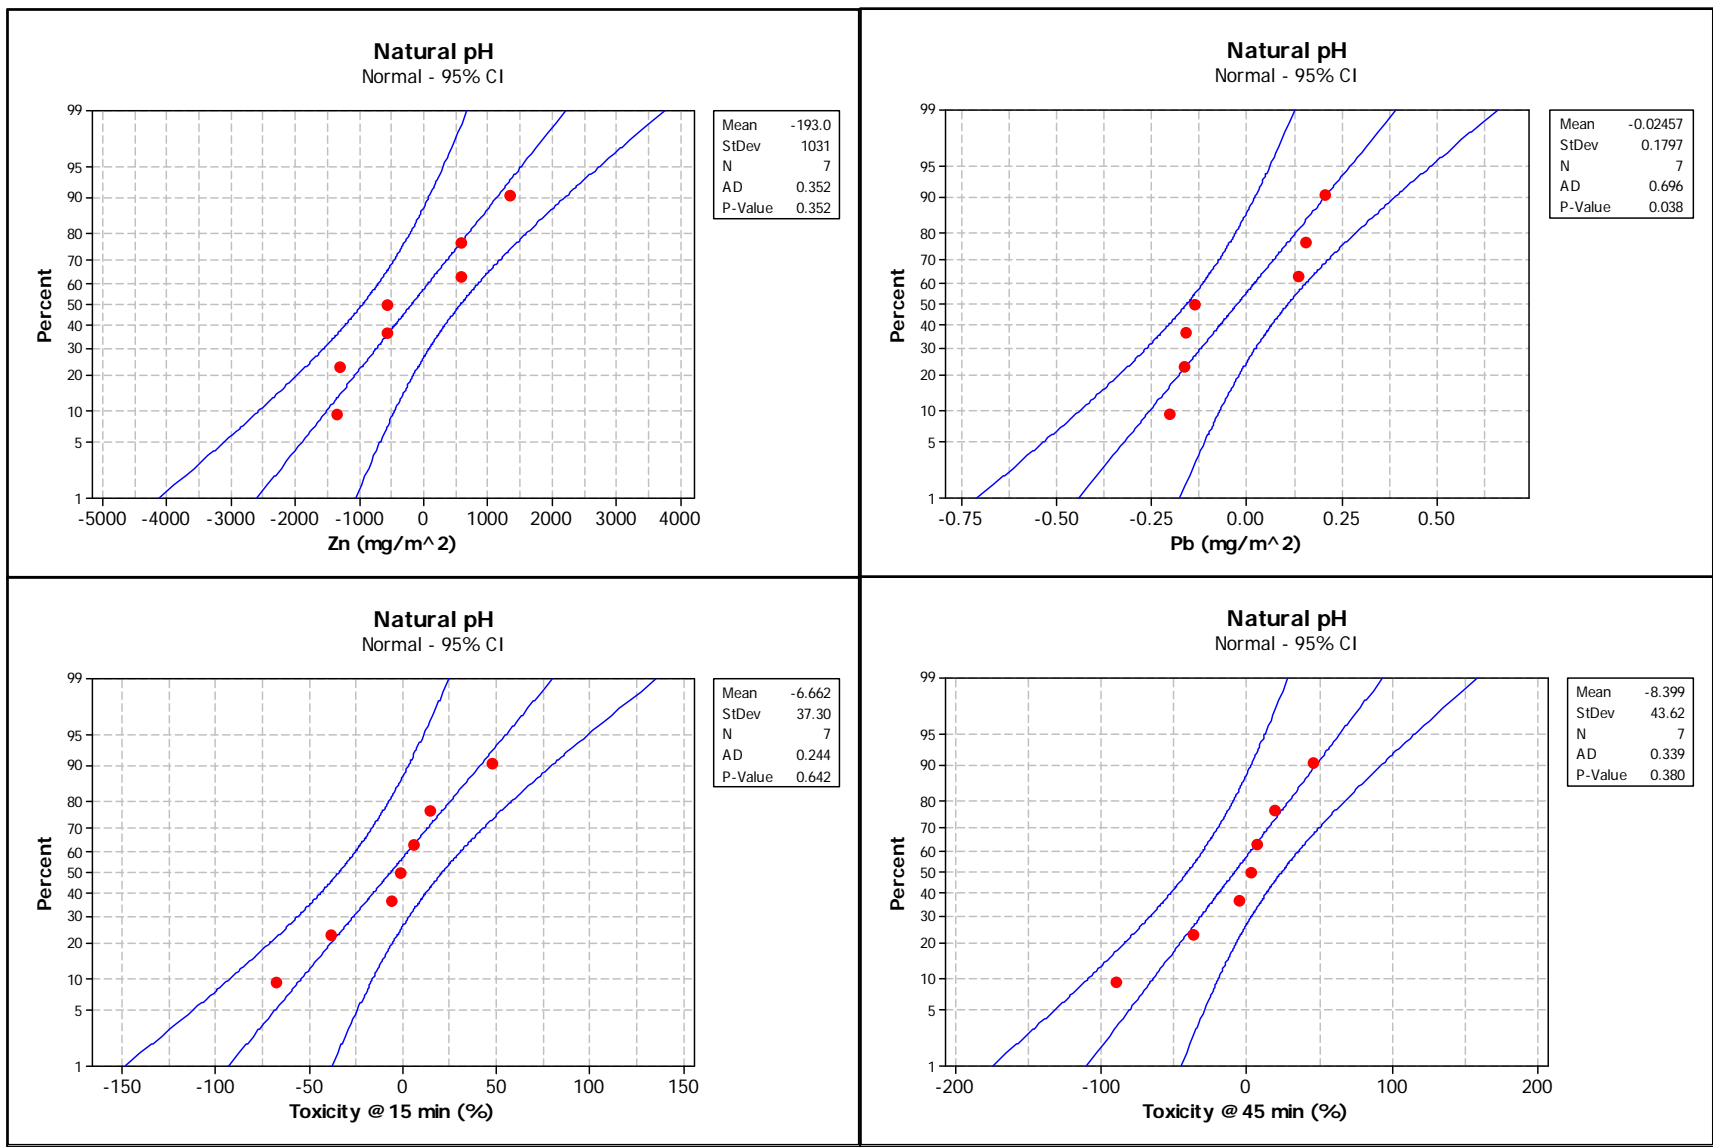 Natural pH
Normal - 95% CI
99
95
90
80
70
60
50
40
30
20
10
5
1
Percent
-5000 -4000 -3000 -2000 -1000 0 1000 2000 3000 4000
Zn (mg/m^2)
Mean -193.0
StDev 1031
N 7
AD 0.352
P-Value 0.352
Natural pH
Normal - 95% CI
99
95
90
80
70
60
50
40
30
20
10
5
1
Percent
-0.75 -0.50 -0.25 0.00 0.25 0.50
Pb (mg/m^2)
Mean -0.02457
StDev 0.1797
N 7
AD 0.696
P-Value 0.038
Natural pH
Normal - 95% CI
99
95
90
80
70
60
50
40
30
20
10
5
1
Percent
-150 -100 -50 0 50 100 150
Toxicity @ 15 min (%)
Mean -6.662
StDev 37.30
N 7
AD 0.244
P-Value 0.642
Natural pH
Normal - 95% CI
99
95
90
80
70
60
50
40
30
20
10
5
1
Percent
-200 -100 0 100 200
Toxicity @ 45 min (%)
Mean -8.399
StDev 43.62
N 7
AD 0.339
P-Value 0.380